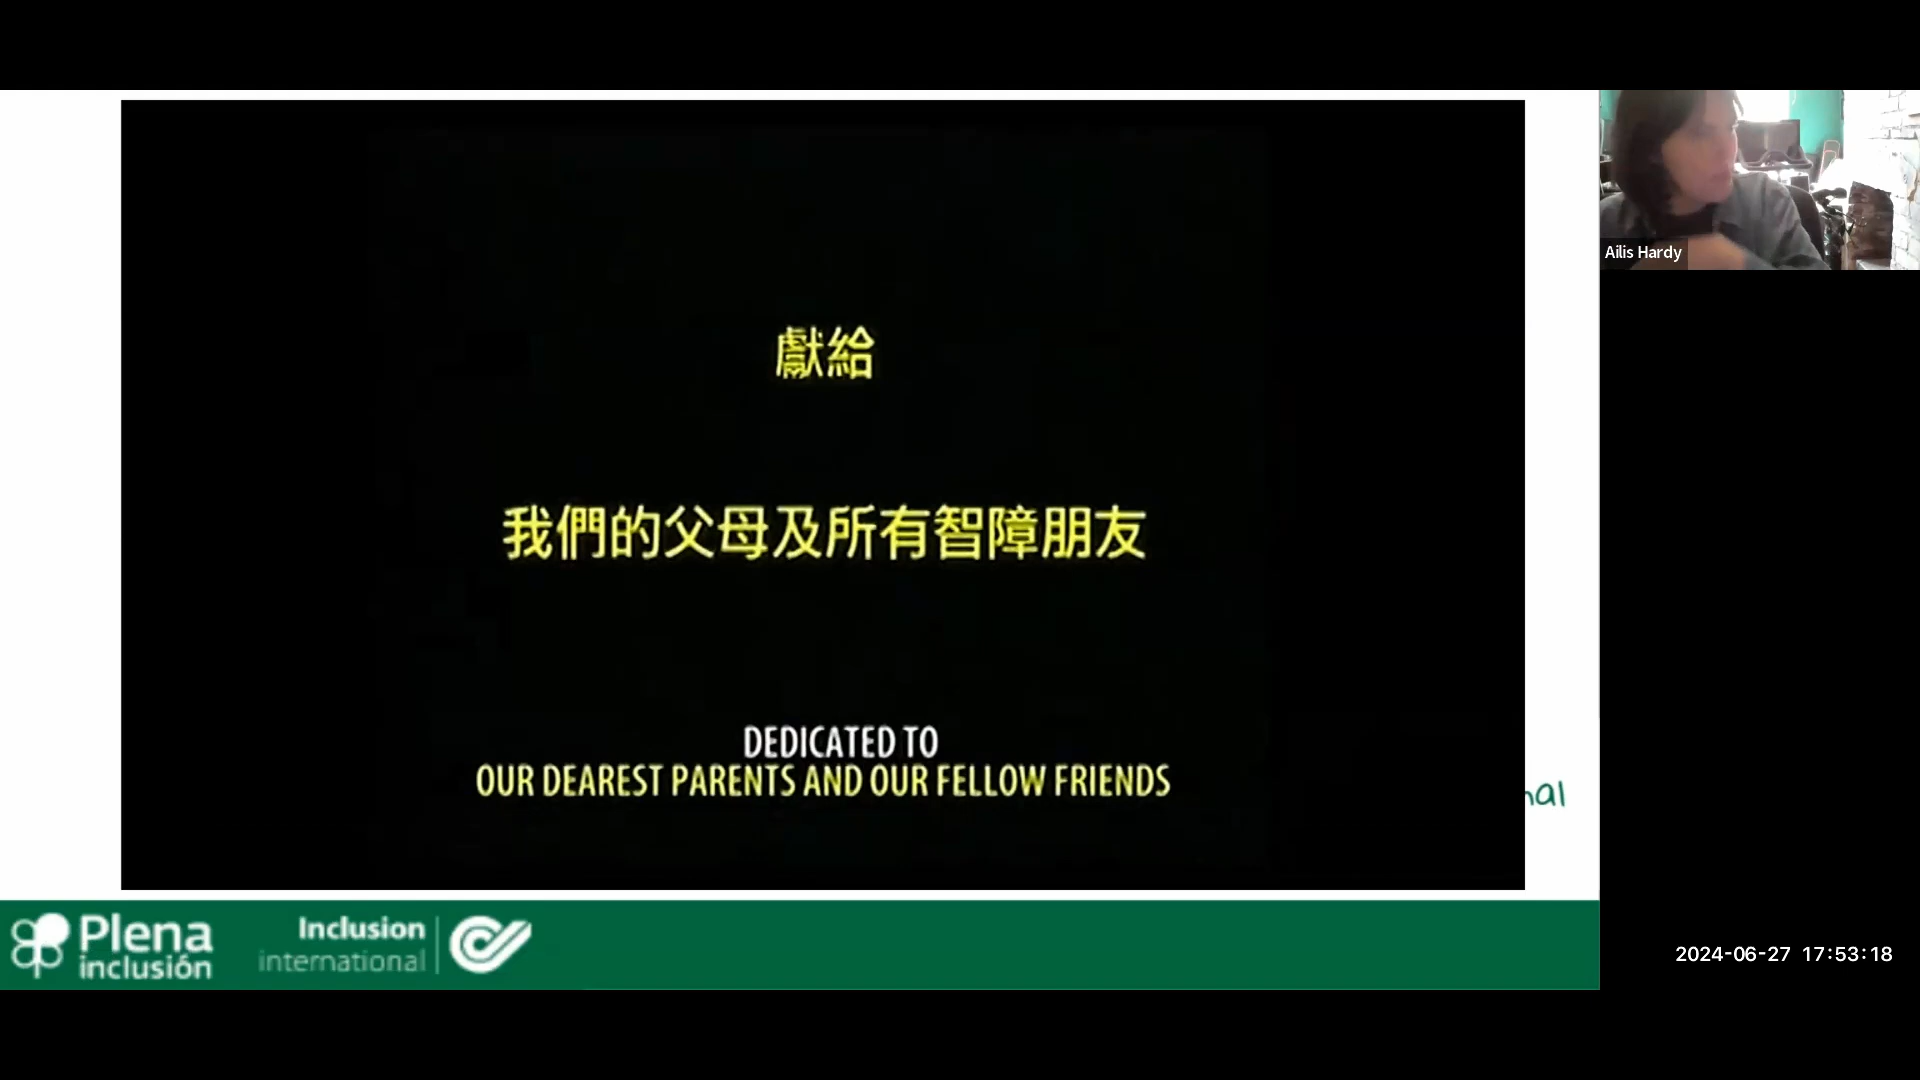 獻給
我們的父母及所有智障朋友
DEDICATED TO
OUR DEAREST PARENTS AND OUR FELLOW FRIENDS
nal
Plena
inclusión
Inclusion
international
Ailis Hardy
2024-06-27 17:53:18